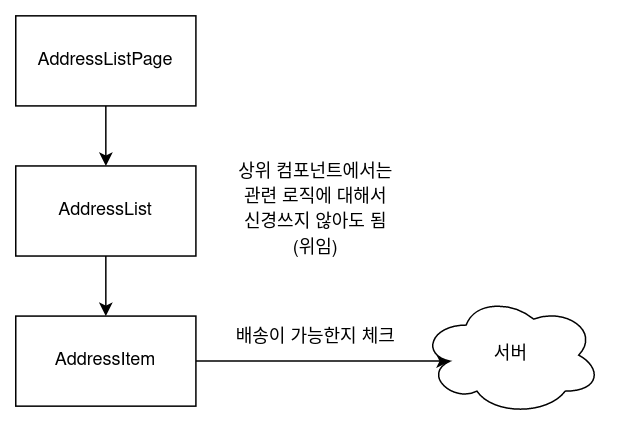 AddressListPage
상위 컴포넌트에서는
관련 로직에 대해서
신경쓰지 않아도 됨
(위임)
AddressList
배송이 가능한지 체크
AddressItem
서버